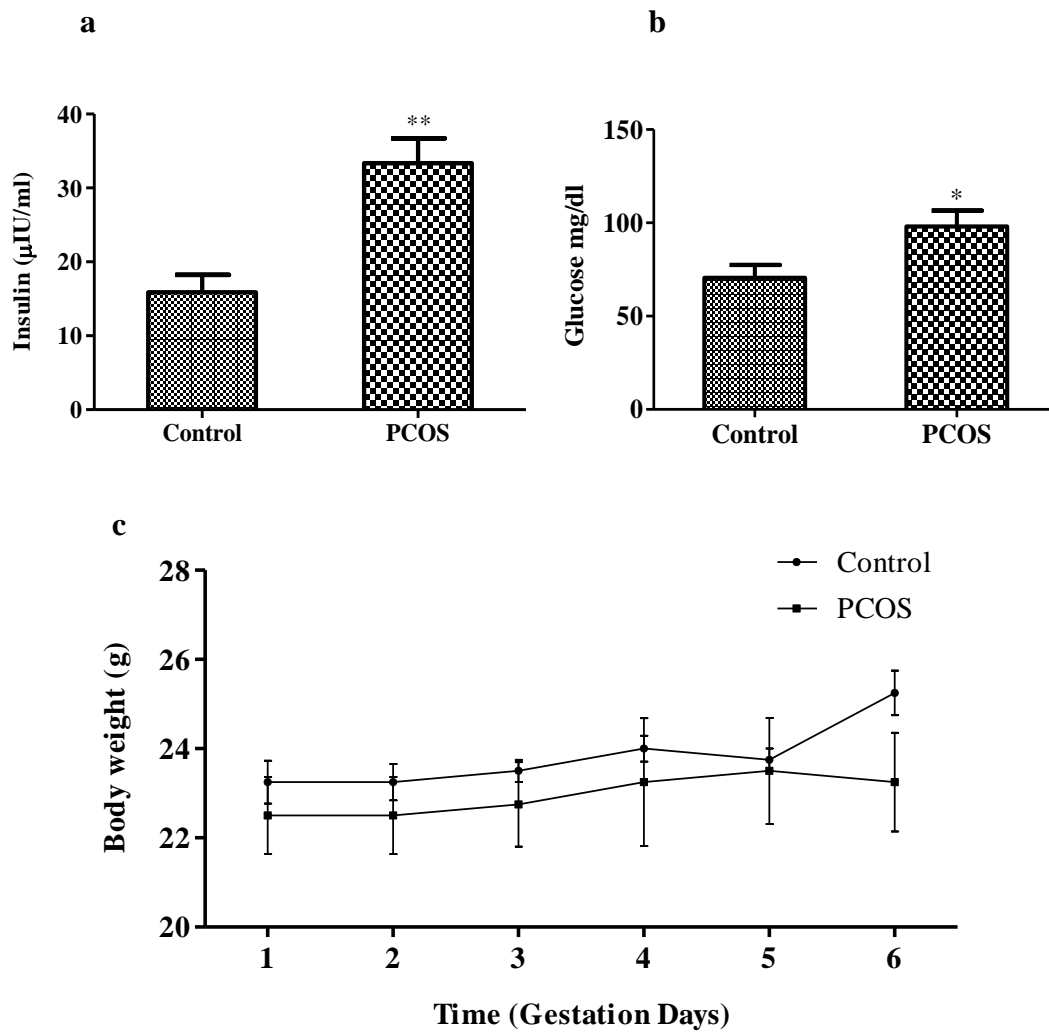 a
40
30
20
10
0
Insulin (μIU/ml)
**
Control
PCOS
b
150
100
50
0
Glucose mg/dl
*
Control
PCOS
c
28
26
24
22
20
Body weight (g)
Control
PCOS
1 2 3 4 5 6
Time (Gestation Days)